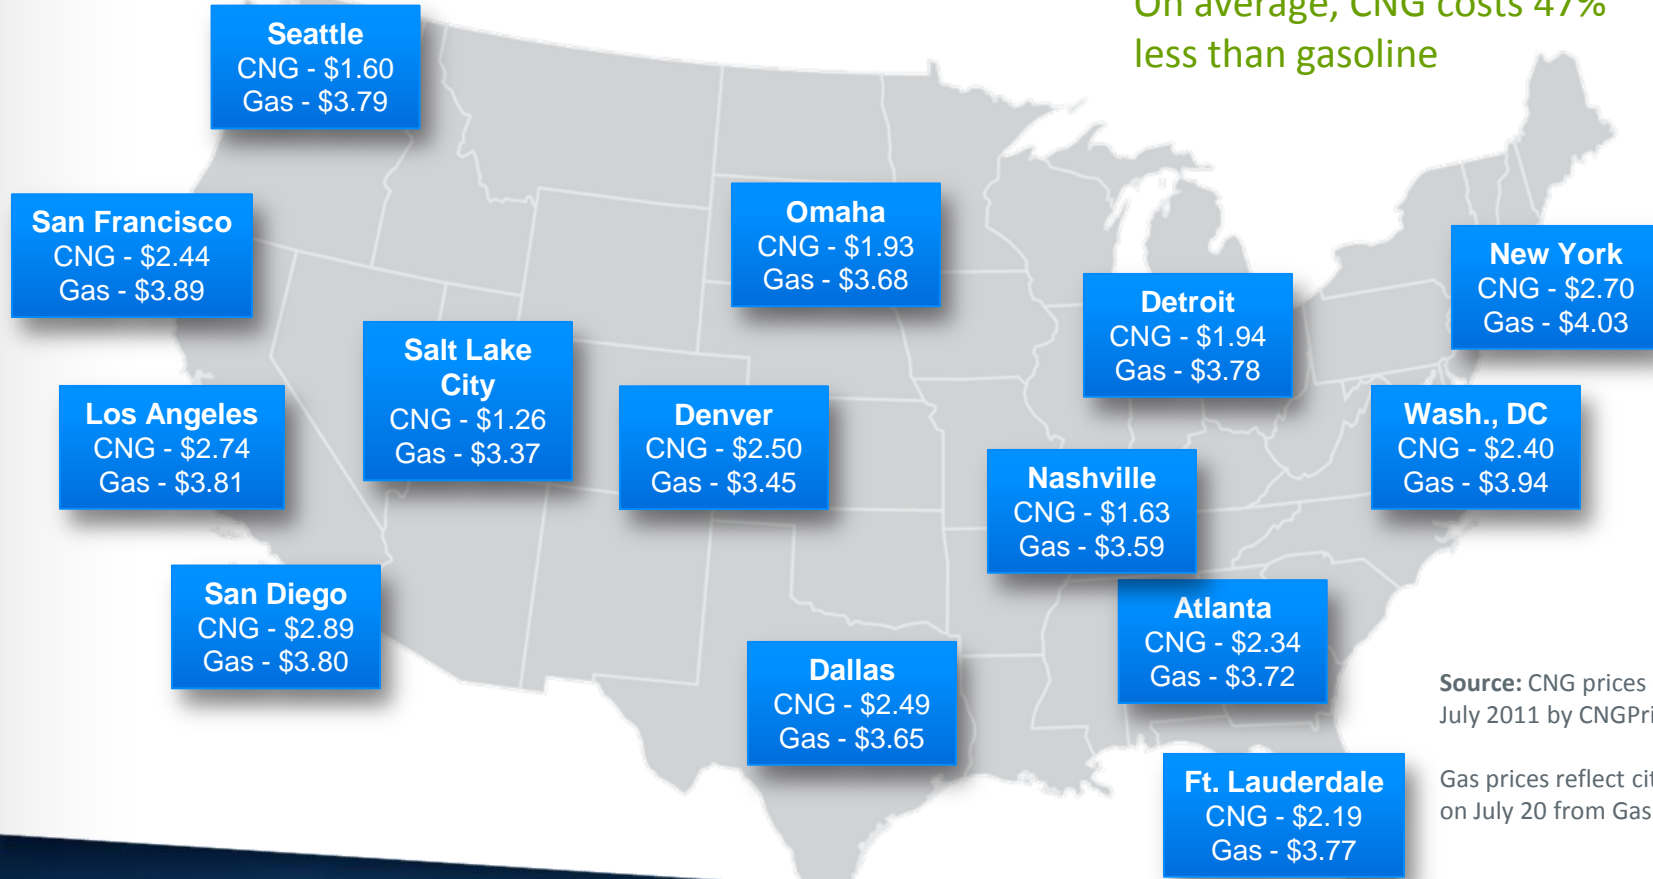 On average, CNG costs 47%
less than gasoline
Seattle
CNG - $1.60
Gas - $3.79
San Francisco
CNG - $2.44
Gas - $3.89
Omaha
CNG - $1.93
Gas - $3.68
New York
CNG - $2.70
Gas - $4.03
Detroit
CNG - $1.94
Gas - $3.78
Salt Lake
City
CNG - $1.26
Gas - $3.37
Los Angeles
CNG - $2.74
Gas - $3.81
Denver
CNG - $2.50
Gas - $3.45
Wash., DC
CNG - $2.40
Gas - $3.94
Nashville
CNG - $1.63
Gas - $3.59
San Diego
CNG - $2.89
Gas - $3.80
Atlanta
CNG - $2.34
Gas - $3.72
Dallas
CNG - $2.49
Gas - $3.65
Ft. Lauderdale
CNG - $2.19
Gas - $3.77
Source: CNG prices
July 2011 by
Gas prices reflect
on July 20 from Gas